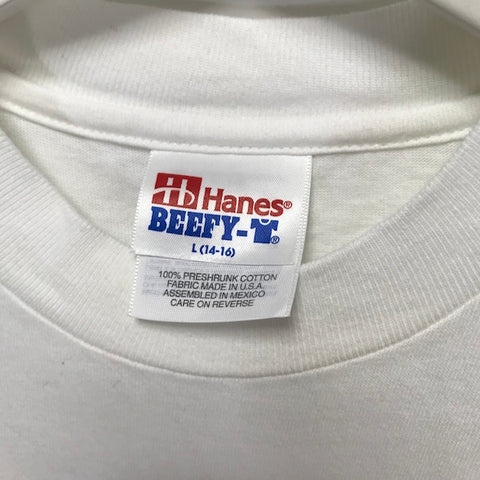 Hanes®
BEEFY-T®
L (14-16)
100% PRESHRUNK COTTON
FABRIC MADE IN U.S.A.
ASSEMBLED IN MEXICO
CARE ON REVERSE